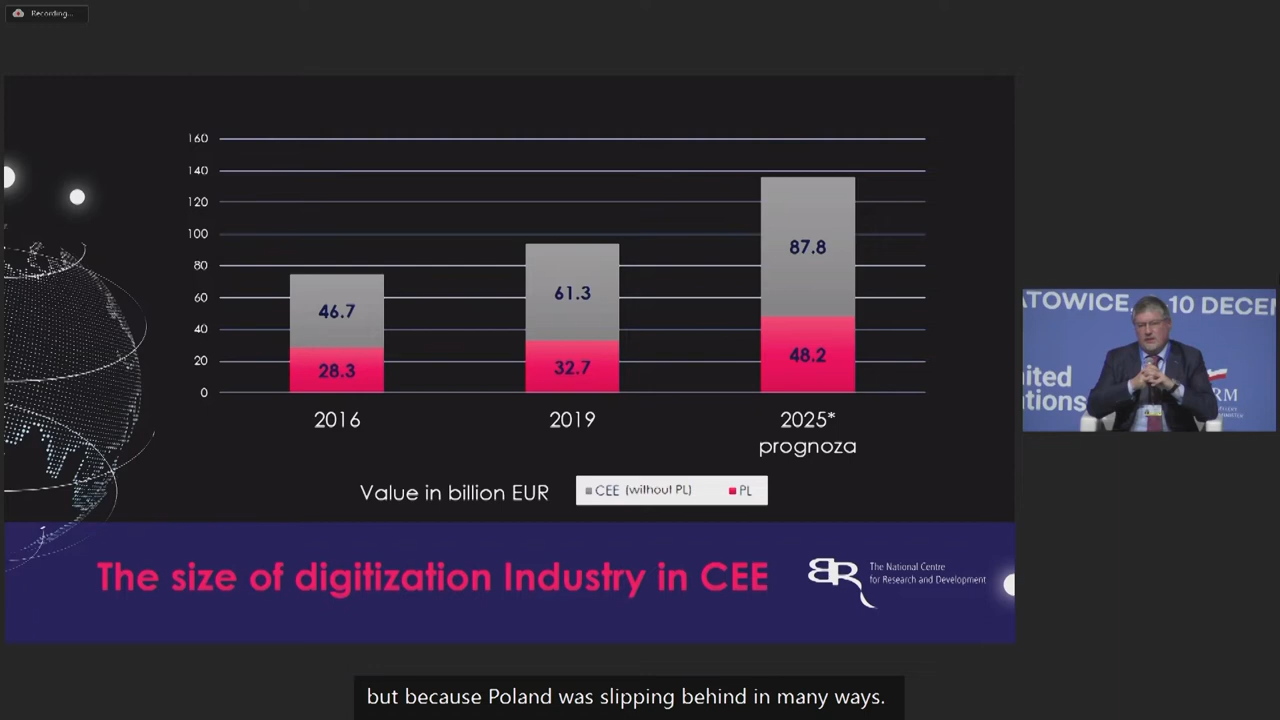 Recording...
160
140
120
100
80
60
40
20
0
46.7
28.3
61.3
32.7
87.8
48.2
2016
2019
2025*
prognoza
Value in billion EUR
CEE (without PL)
PL
The size of digitization Industry in CEE
The National Centre
for Research and Development
ATOWICE, 10 DECEM
nited
tions
RM
but because Poland was slipping behind in many ways.